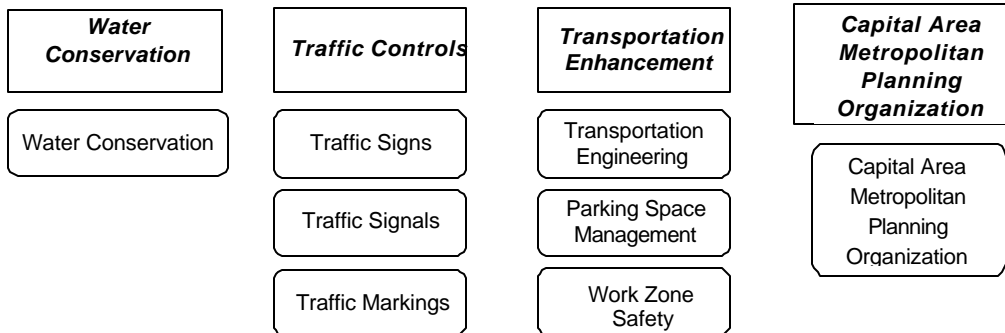 Water
Conservation
Water Conservation
Traffic Controls
Traffic Signs
Traffic Signals
Traffic Markings
Transportation
Enhancement
Transportation
Engineering
Parking Space
Management
Work Zone
Safety
Capital Area
Metropolitan
Planning
Organization
Capital Area
Metropolitan
Planning
Organization